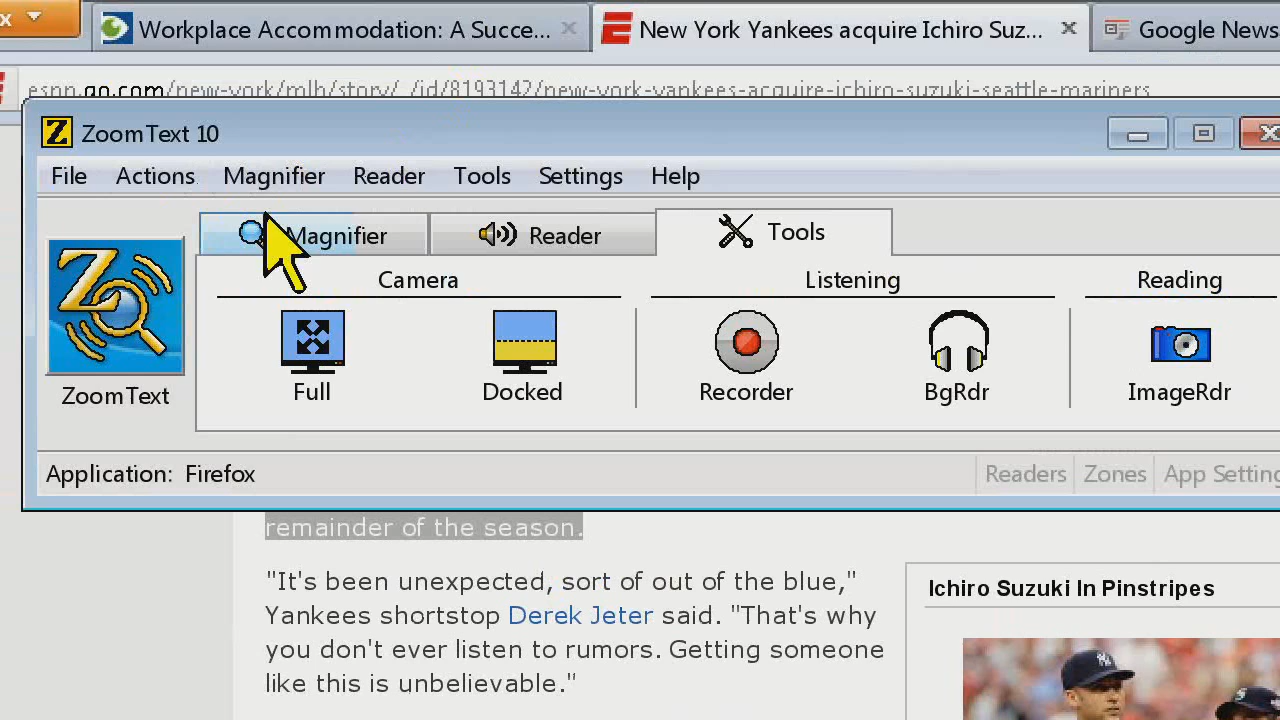 x
Workplace Accommodation: A Succe...
New York Yankees acquire Ichiro Suz...
Google News
espn.go.com/new-york/mlb/story/_/id/8193142/new-york-yankees-acquire-ichiro-suzuki-seattle-mariners
ZoomText 10
File Actions Magnifier Reader Tools Settings Help
Magnifier Reader Tools
Camera Listening Reading
Full Docked Recorder BgRdr ImageRdr
ZoomText
Application: Firefox
Readers Zones App Setting
remainder of the season.
"It's been unexpected, sort of out of the blue,"
Yankees shortstop Derek Jeter said. "That's why
you don't ever listen to rumors. Getting someone
like this is unbelievable."
Ichiro Suzuki In Pinstripes